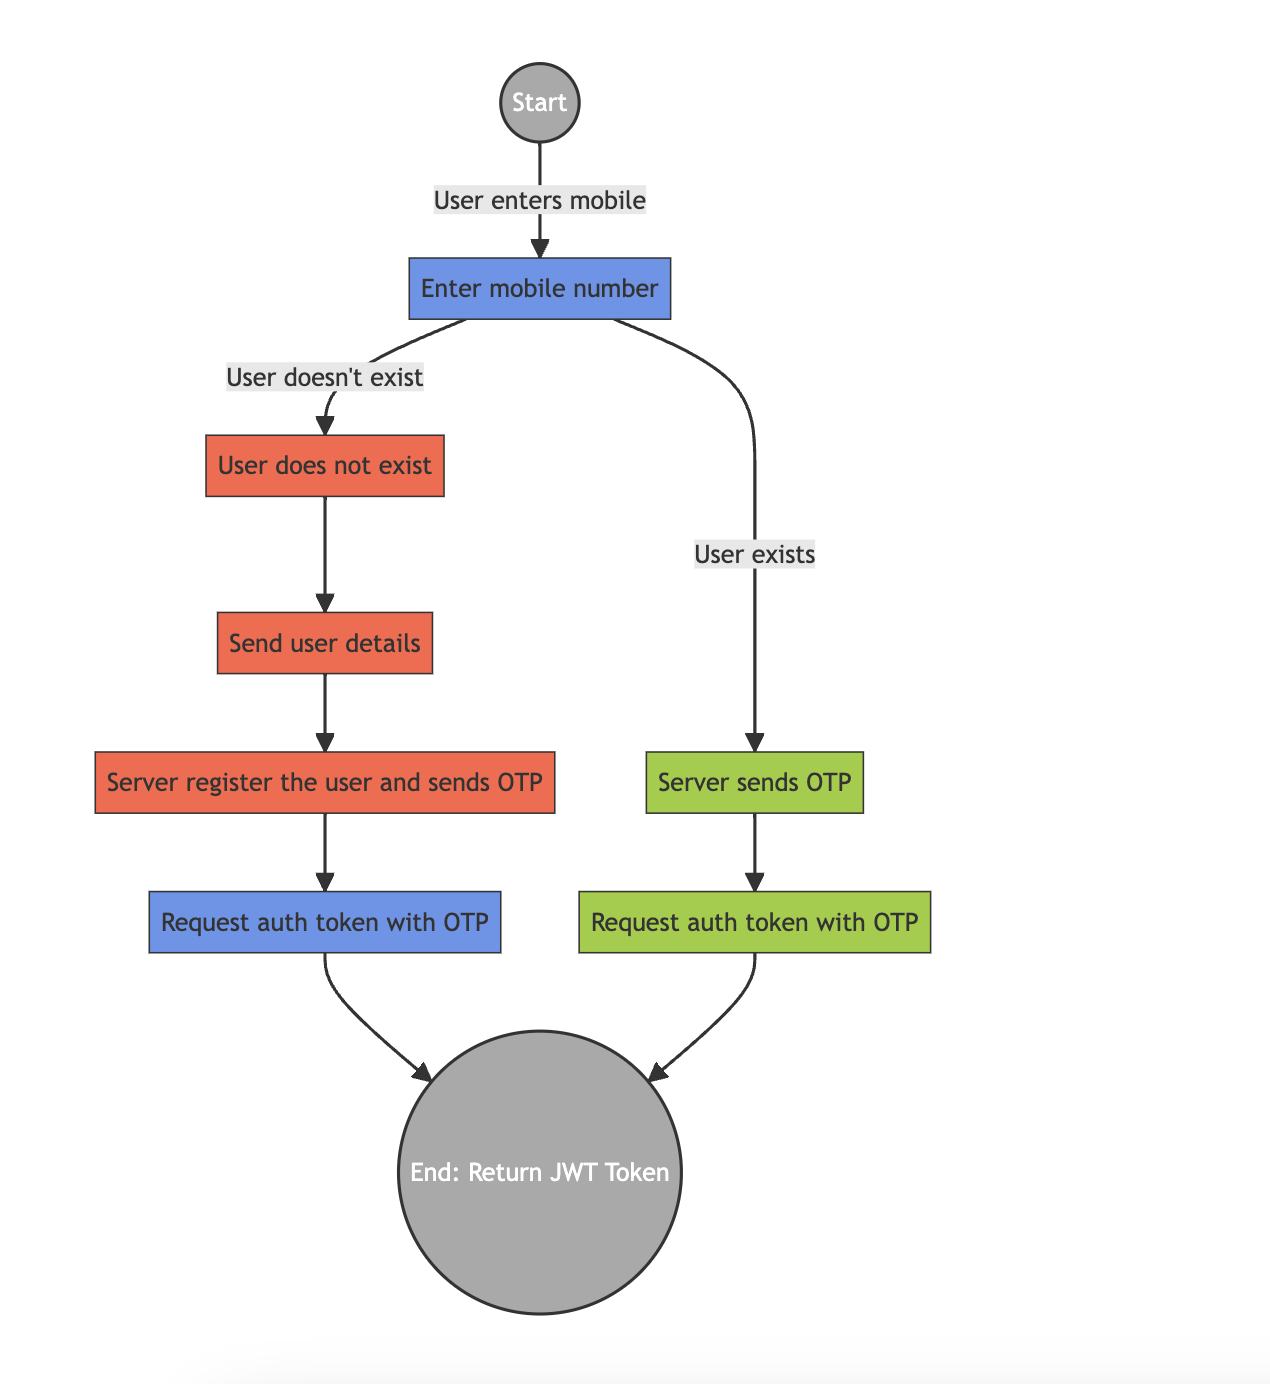 Start
User enters mobile
Enter mobile number
User doesn't exist
User does not exist
User exists
Send user details
Server register the user and sends OTP
Server sends OTP
Request auth token with OTP
Request auth token with OTP
End: Return JWT Token